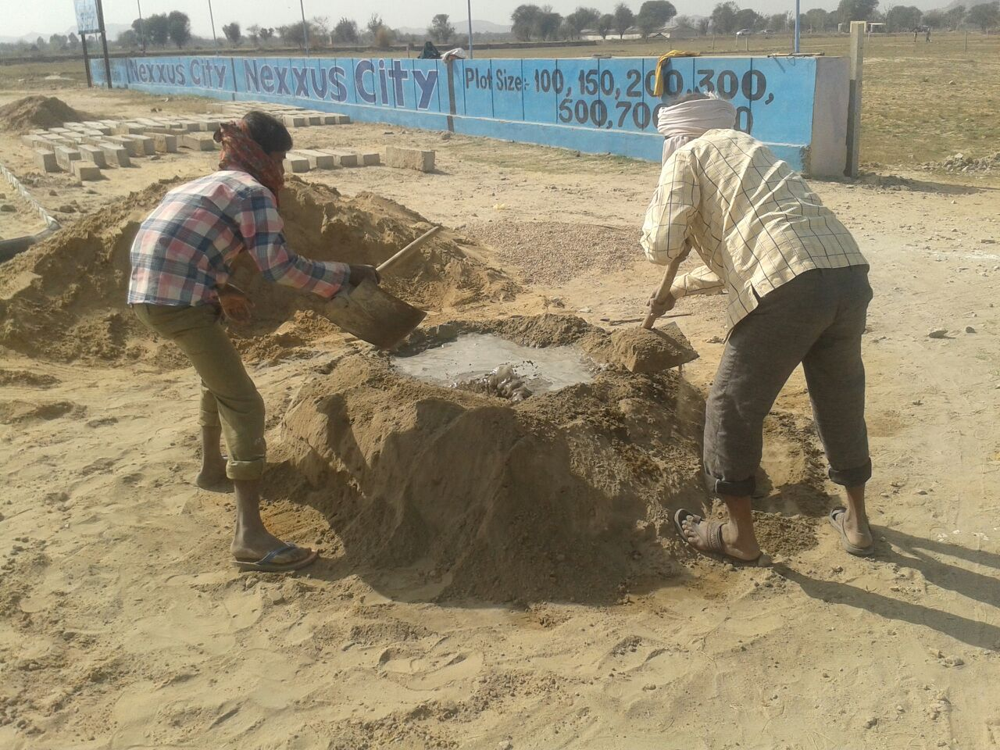 Nexxus City
Nexxus City
Plot Size:- 100, 150, 200, 300,
500, 700